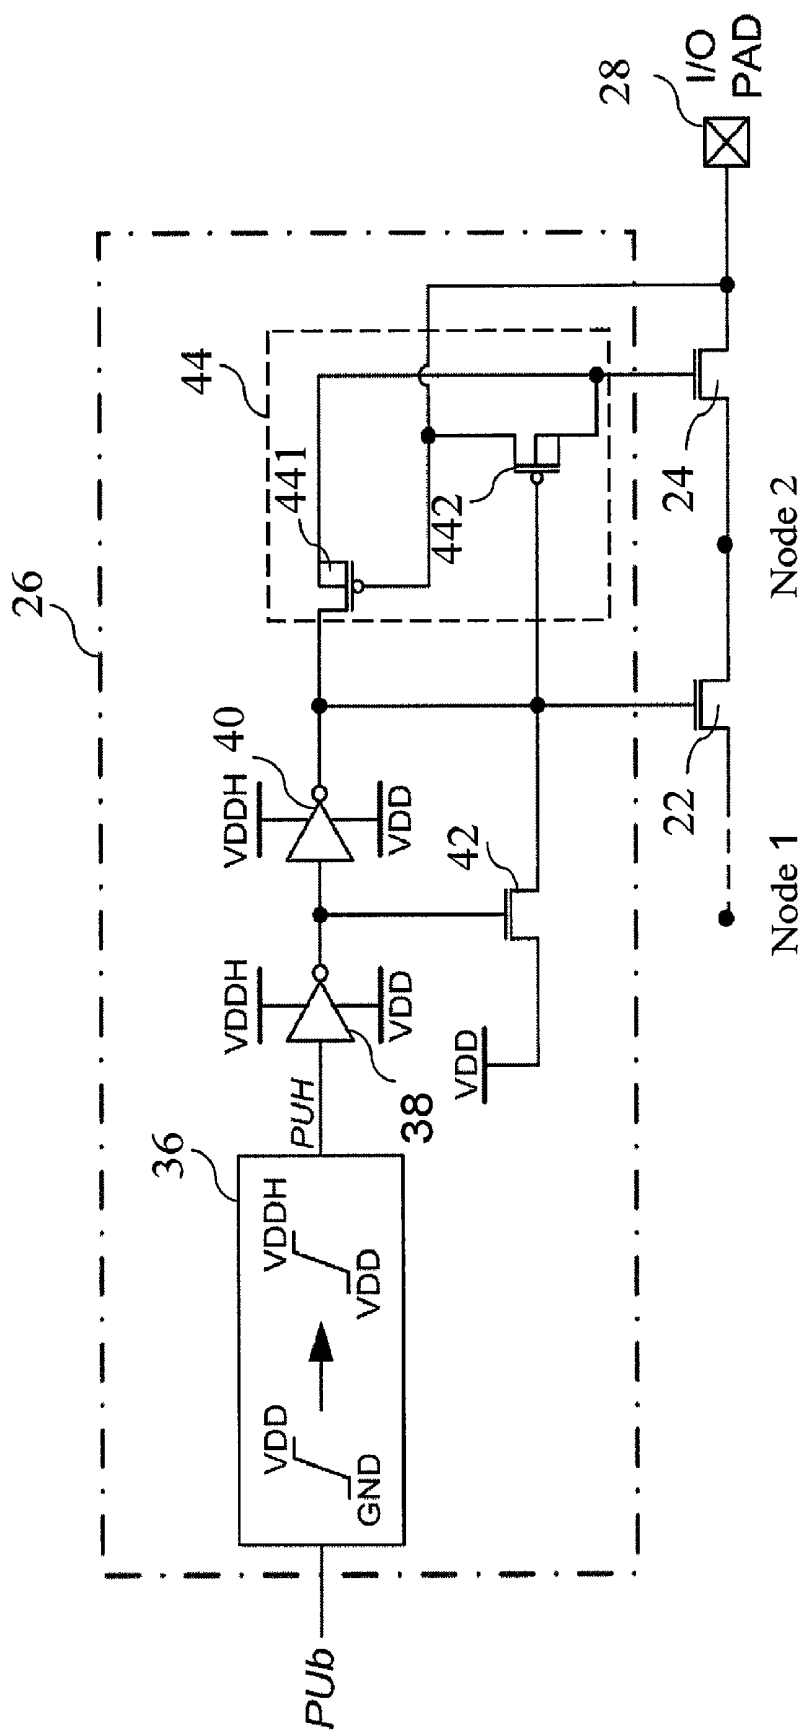 26
44
441
442
VDDH
40
VDD
VDDH
38
VDD
PUH
36
VDD
GND
VDDH
VDD
PUb
42
VDD
28
I/O
PAD
24
22
Node 1
Node 2